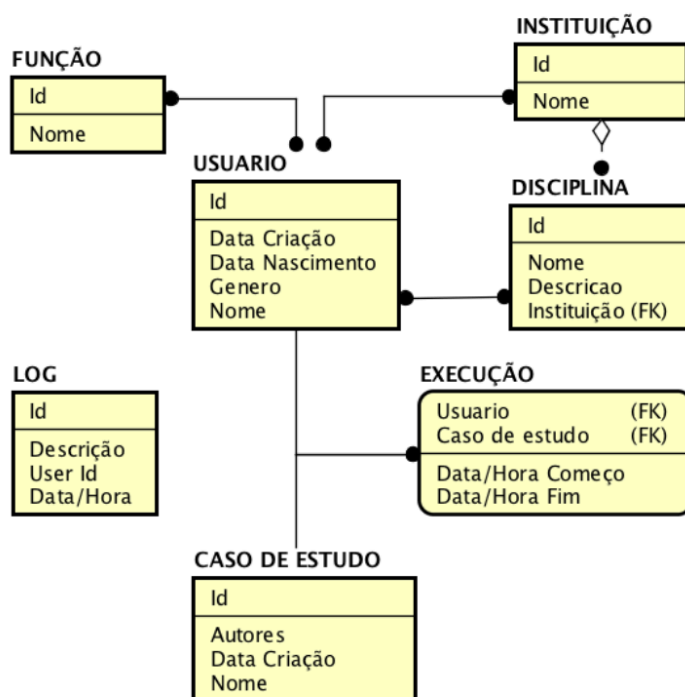 FUNÇÃO
Id
Nome
INSTITUIÇÃO
Id
Nome
USUARIO
Id
Data Criação
Data Nascimento
Genero
Nome
DISCIPLINA
Id
Nome
Descricao
Instituição (FK)
LOG
Id
Descrição
User Id
Data/Hora
EXECUÇÃO
Usuario (FK)
Caso de estudo (FK)
Data/Hora Começo
Data/Hora Fim
CASO DE ESTUDO
Id
Autores
Data Criação
Nome